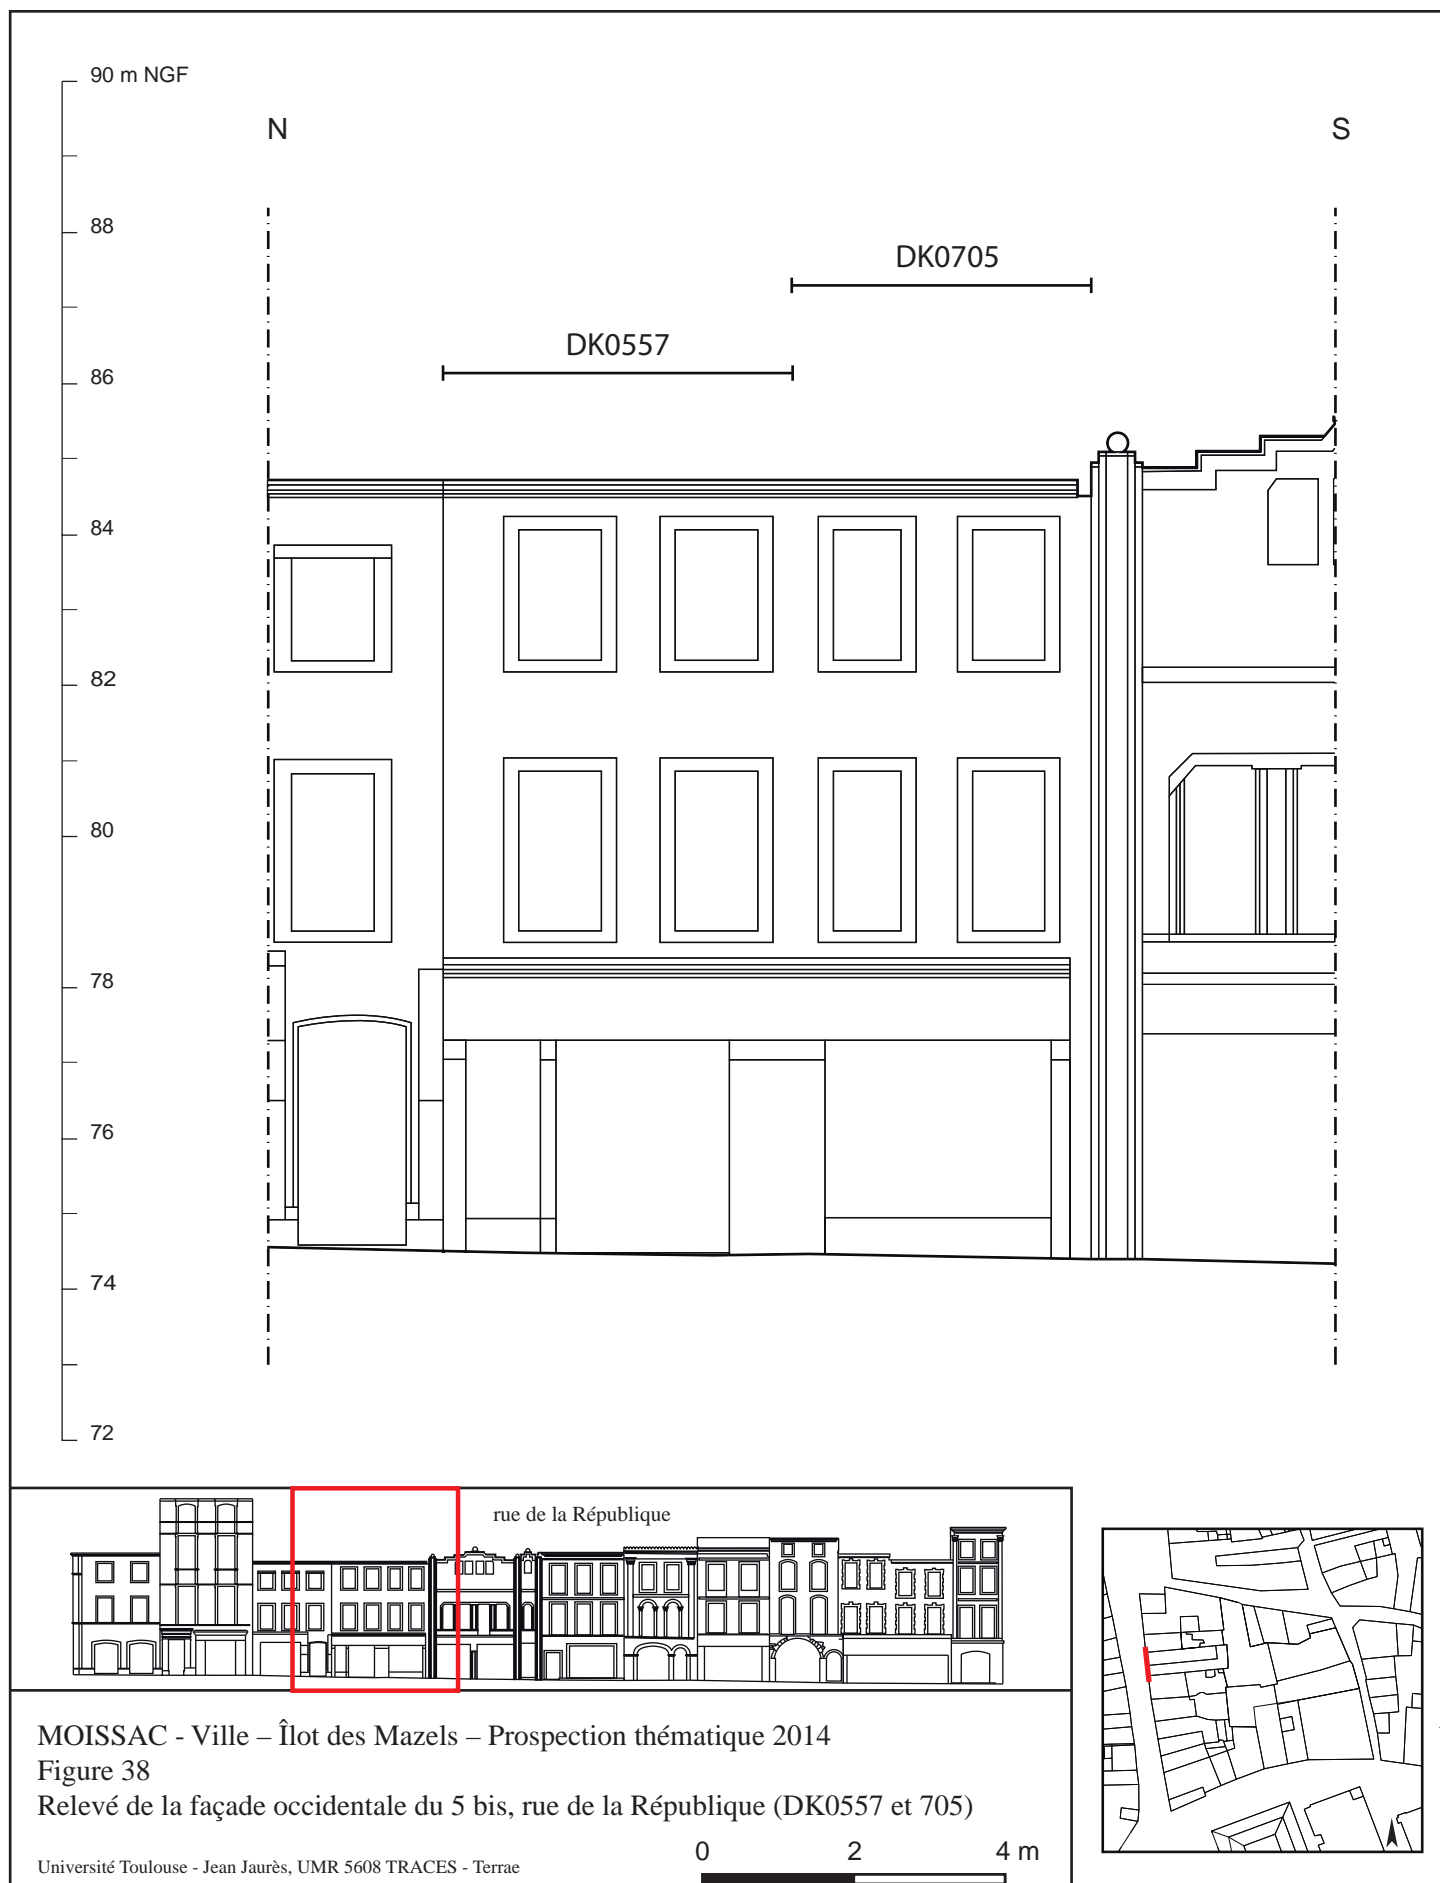 90 m NGF
N
S
88
DK0705
DK0557
86
84
82
80
78
76
74
72
rue de la République
MOISSAC - Ville – Îlot des Mazels – Prospection thématique 2014
Figure 38
Relevé de la façade occidentale du 5 bis, rue de la République (DK0557 et 705)
0 2 4 m
Université Toulouse - Jean Jaurès, UMR 5608 TRACES - Terrae